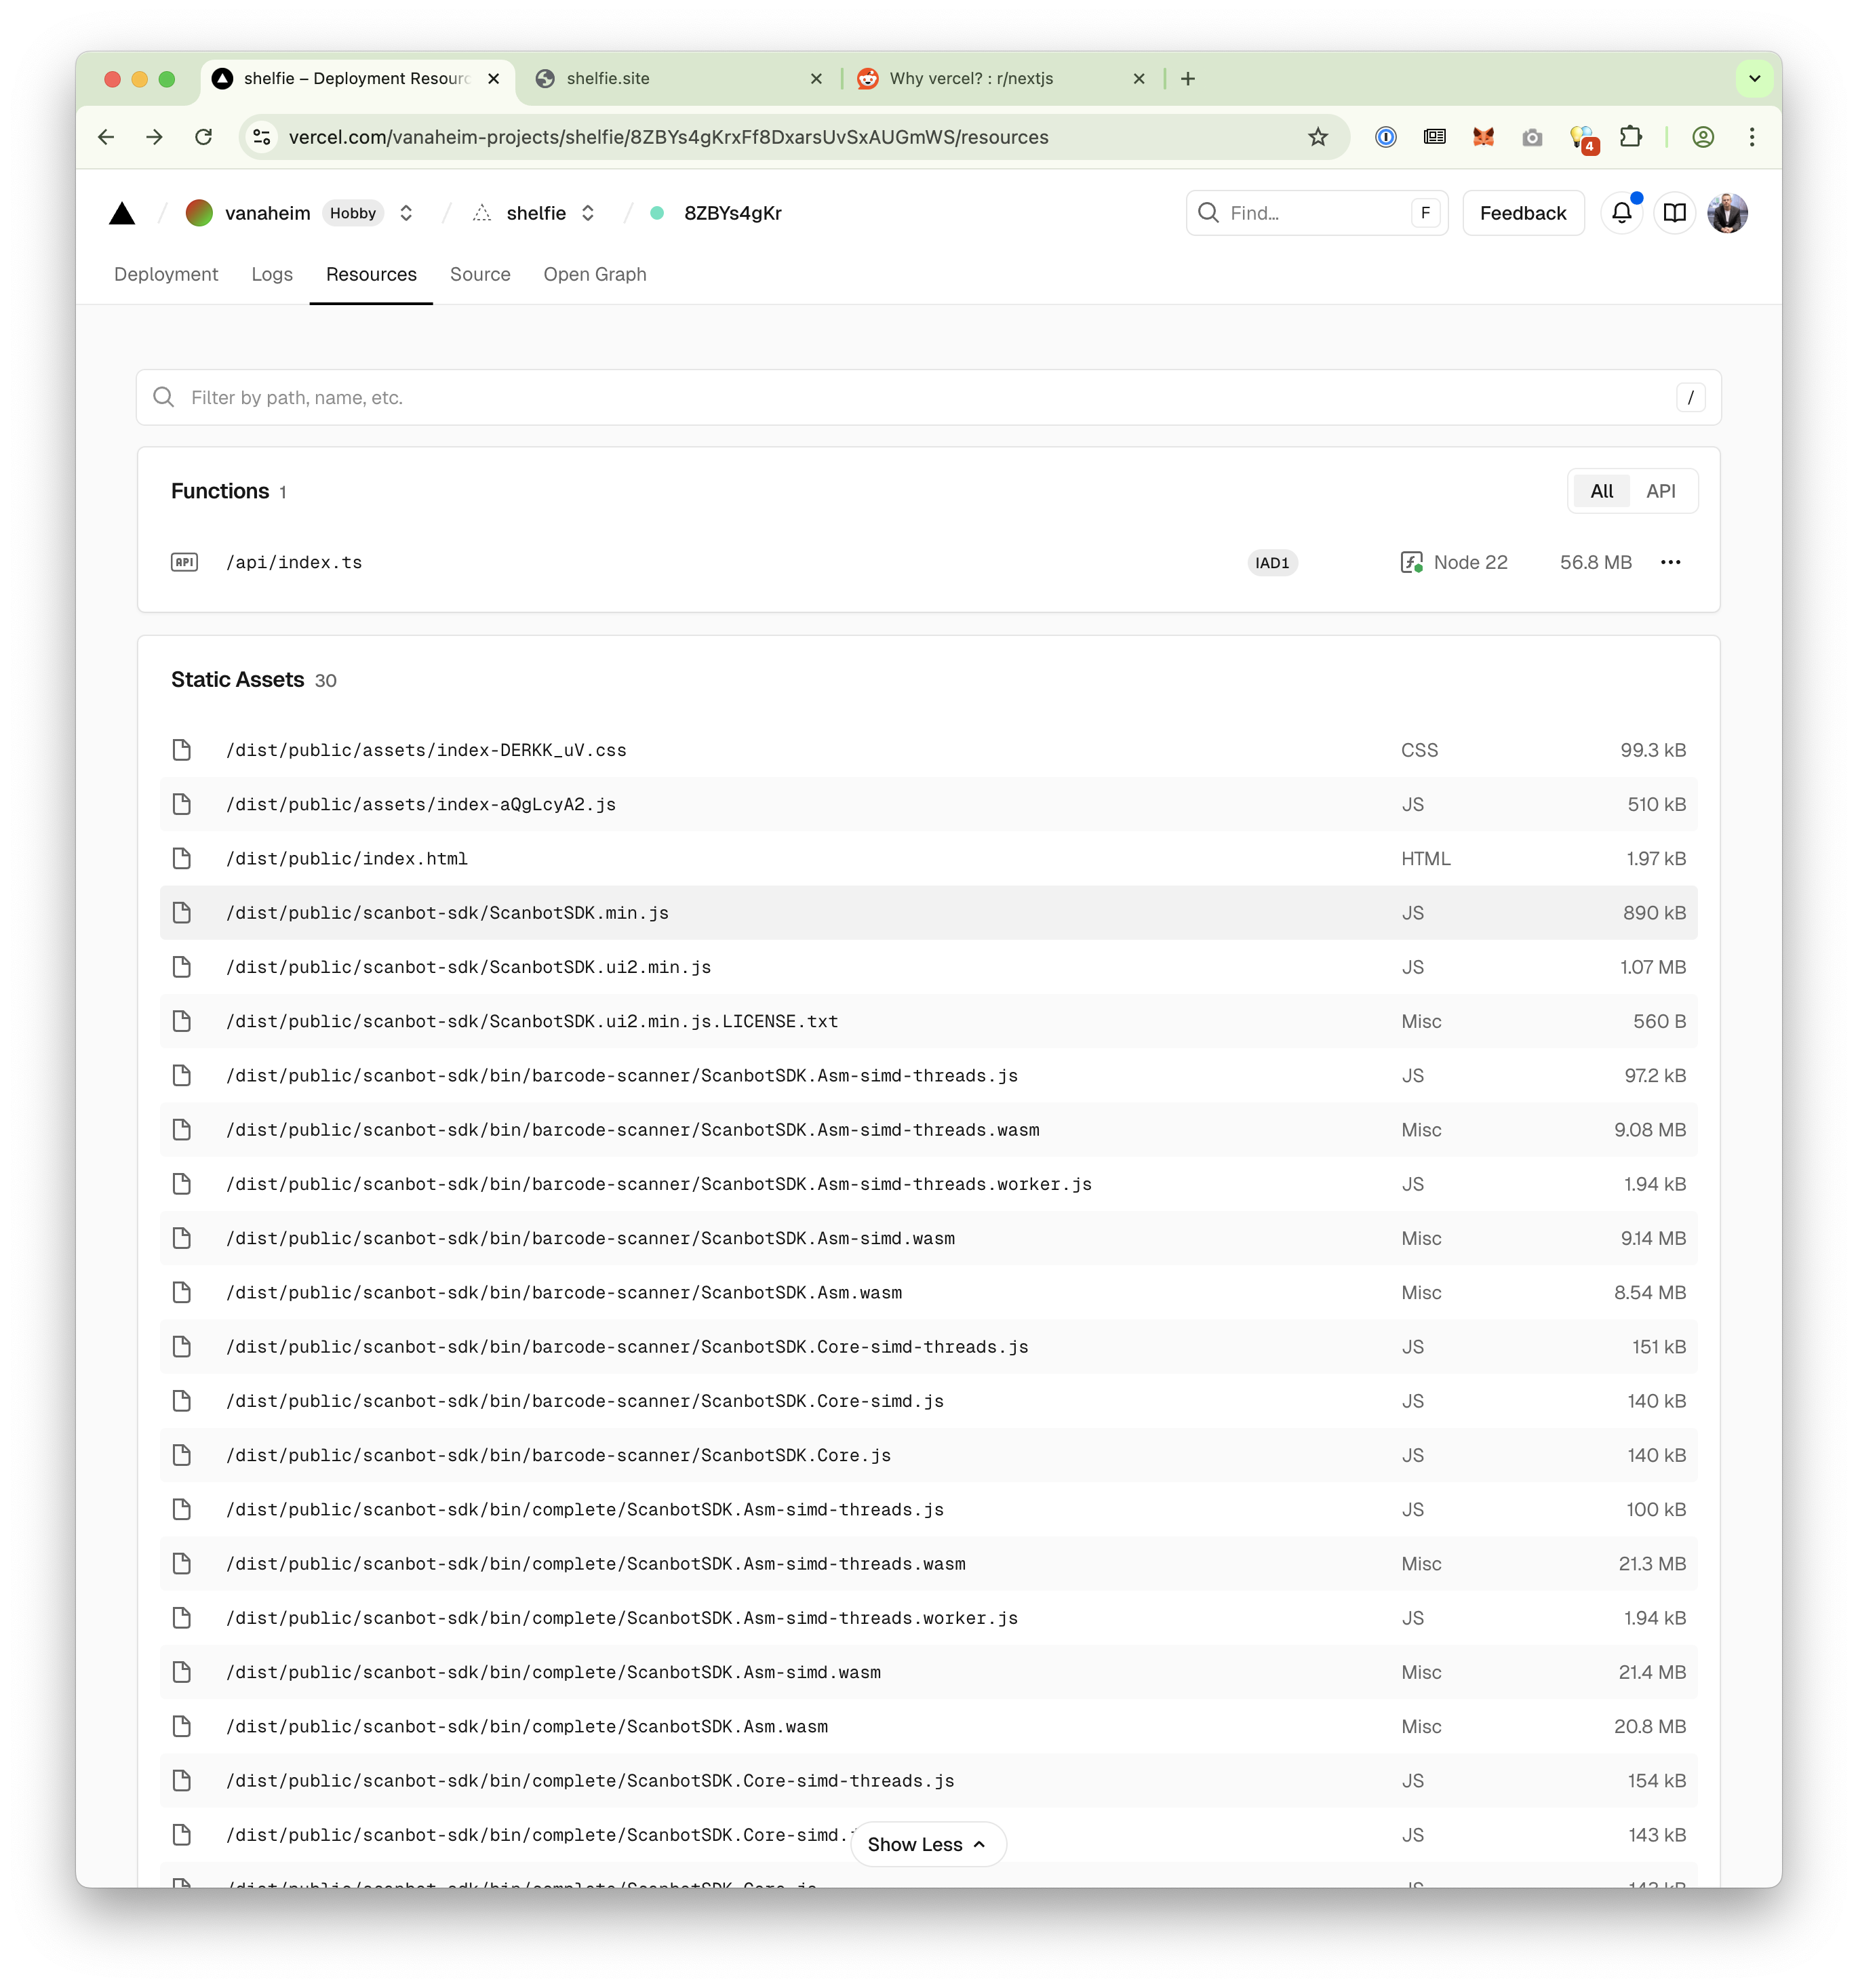 shelfie – Deployment Resourc
shelfie.site
Why vercel? : r/nextjs
vercel.com/vanaheim-projects/shelfie/8ZBYs4gKrxFf8DxarsUvSxAUGmWS/resources
4
vanaheim Hobby shelfie 8ZBYs4gKr
Find... F Feedback
Deployment Logs Resources Source Open Graph
Filter by path, name, etc. /
Functions 1 All API
API /api/index.ts IAD1 Node 22 56.8 MB
Static Assets 30
/dist/public/assets/index-DERKK_uV.css CSS 99.3 kB
/dist/public/assets/index-aQgLcyA2.js JS 510 kB
/dist/public/index.html HTML 1.97 kB
/dist/public/scanbot-sdk/ScanbotSDK.min.js JS 890 kB
/dist/public/scanbot-sdk/ScanbotSDK.ui2.min.js JS 1.07 MB
/dist/public/scanbot-sdk/ScanbotSDK.ui2.min.js.LICENSE.txt Misc 560 B
/dist/public/scanbot-sdk/bin/barcode-scanner/ScanbotSDK.Asm-simd-threads.js JS 97.2 kB
/dist/public/scanbot-sdk/bin/barcode-scanner/ScanbotSDK.Asm-simd-threads.wasm Misc 9.08 MB
/dist/public/scanbot-sdk/bin/barcode-scanner/ScanbotSDK.Asm-simd-threads.worker.js JS 1.94 kB
/dist/public/scanbot-sdk/bin/barcode-scanner/ScanbotSDK.Asm-simd.wasm Misc 9.14 MB
/dist/public/scanbot-sdk/bin/barcode-scanner/ScanbotSDK.Asm.wasm Misc 8.54 MB
/dist/public/scanbot-sdk/bin/barcode-scanner/ScanbotSDK.Core-simd-threads.js JS 151 kB
/dist/public/scanbot-sdk/bin/barcode-scanner/ScanbotSDK.Core-simd.js JS 140 kB
/dist/public/scanbot-sdk/bin/barcode-scanner/ScanbotSDK.Core.js JS 140 kB
/dist/public/scanbot-sdk/bin/complete/ScanbotSDK.Asm-simd-threads.js JS 100 kB
/dist/public/scanbot-sdk/bin/complete/ScanbotSDK.Asm-simd-threads.wasm Misc 21.3 MB
/dist/public/scanbot-sdk/bin/complete/ScanbotSDK.Asm-simd-threads.worker.js JS 1.94 kB
/dist/public/scanbot-sdk/bin/complete/ScanbotSDK.Asm-simd.wasm Misc 21.4 MB
/dist/public/scanbot-sdk/bin/complete/ScanbotSDK.Asm.wasm Misc 20.8 MB
/dist/public/scanbot-sdk/bin/complete/ScanbotSDK.Core-simd-threads.js JS 154 kB
/dist/public/scanbot-sdk/bin/complete/ScanbotSDK.Core-simd. JS 143 kB
Show Less
/dist/public/scanbot-sdk/bin/complete/ScanbotSDK.Core.js JS 143 kB